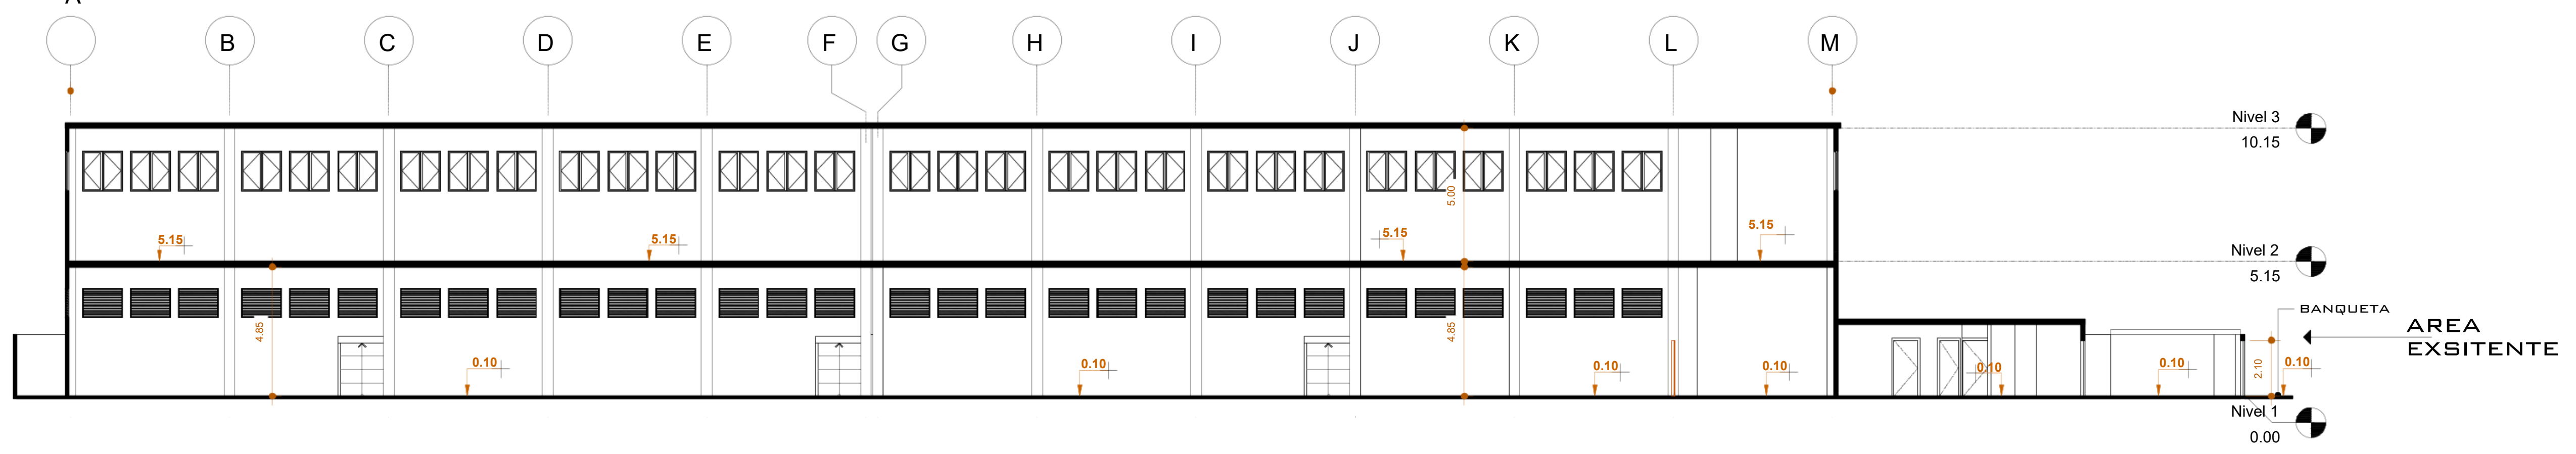 A
B C D E F G H I J K L M
Nivel 3
10.15
5.00
5.15 5.15 5.15 5.15
Nivel 2
5.15
4.85 4.85
BANQUETA
AREA
EXSITENTE
0.10 0.10 0.10 0.10 0.10 0.10 2.10 0.10
Nivel 1
0.00